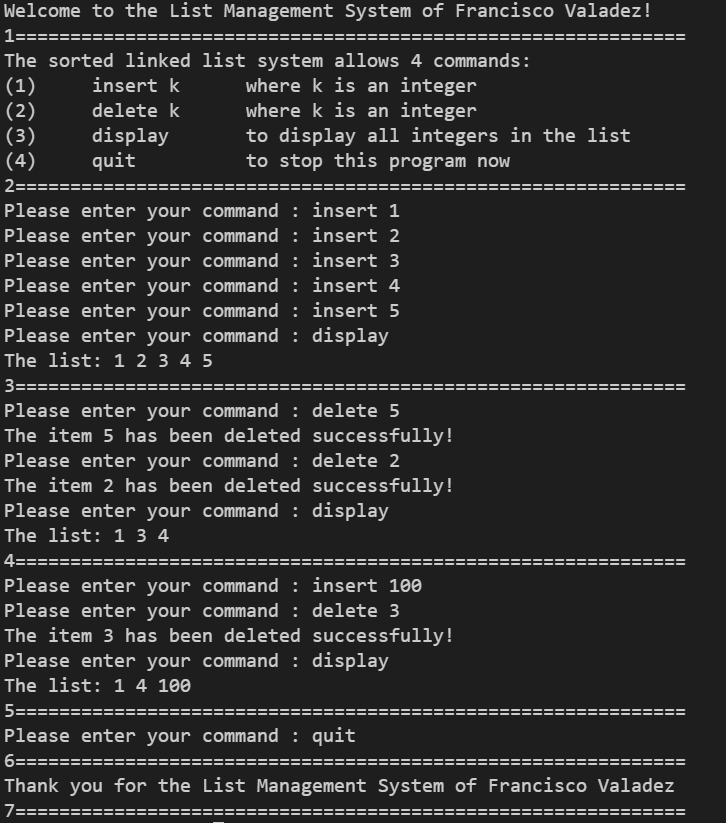 Welcome to the List Management System of Francisco Valadez!
1=============================================================
The sorted linked list system allows 4 commands:
(1)     insert k      where k is an integer
(2)     delete k      where k is an integer
(3)     display       to display all integers in the list
(4)     quit          to stop this program now
2=============================================================
Please enter your command : insert 1
Please enter your command : insert 2
Please enter your command : insert 3
Please enter your command : insert 4
Please enter your command : insert 5
Please enter your command : display
The list: 1 2 3 4 5
3=============================================================
Please enter your command : delete 5
The item 5 has been deleted successfully!
Please enter your command : delete 2
The item 2 has been deleted successfully!
Please enter your command : display
The list: 1 3 4
4=============================================================
Please enter your command : insert 100
Please enter your command : delete 3
The item 3 has been deleted successfully!
Please enter your command : display
The list: 1 4 100
5=============================================================
Please enter your command : quit
6=============================================================
Thank you for the List Management System of Francisco Valadez
7=============================================================